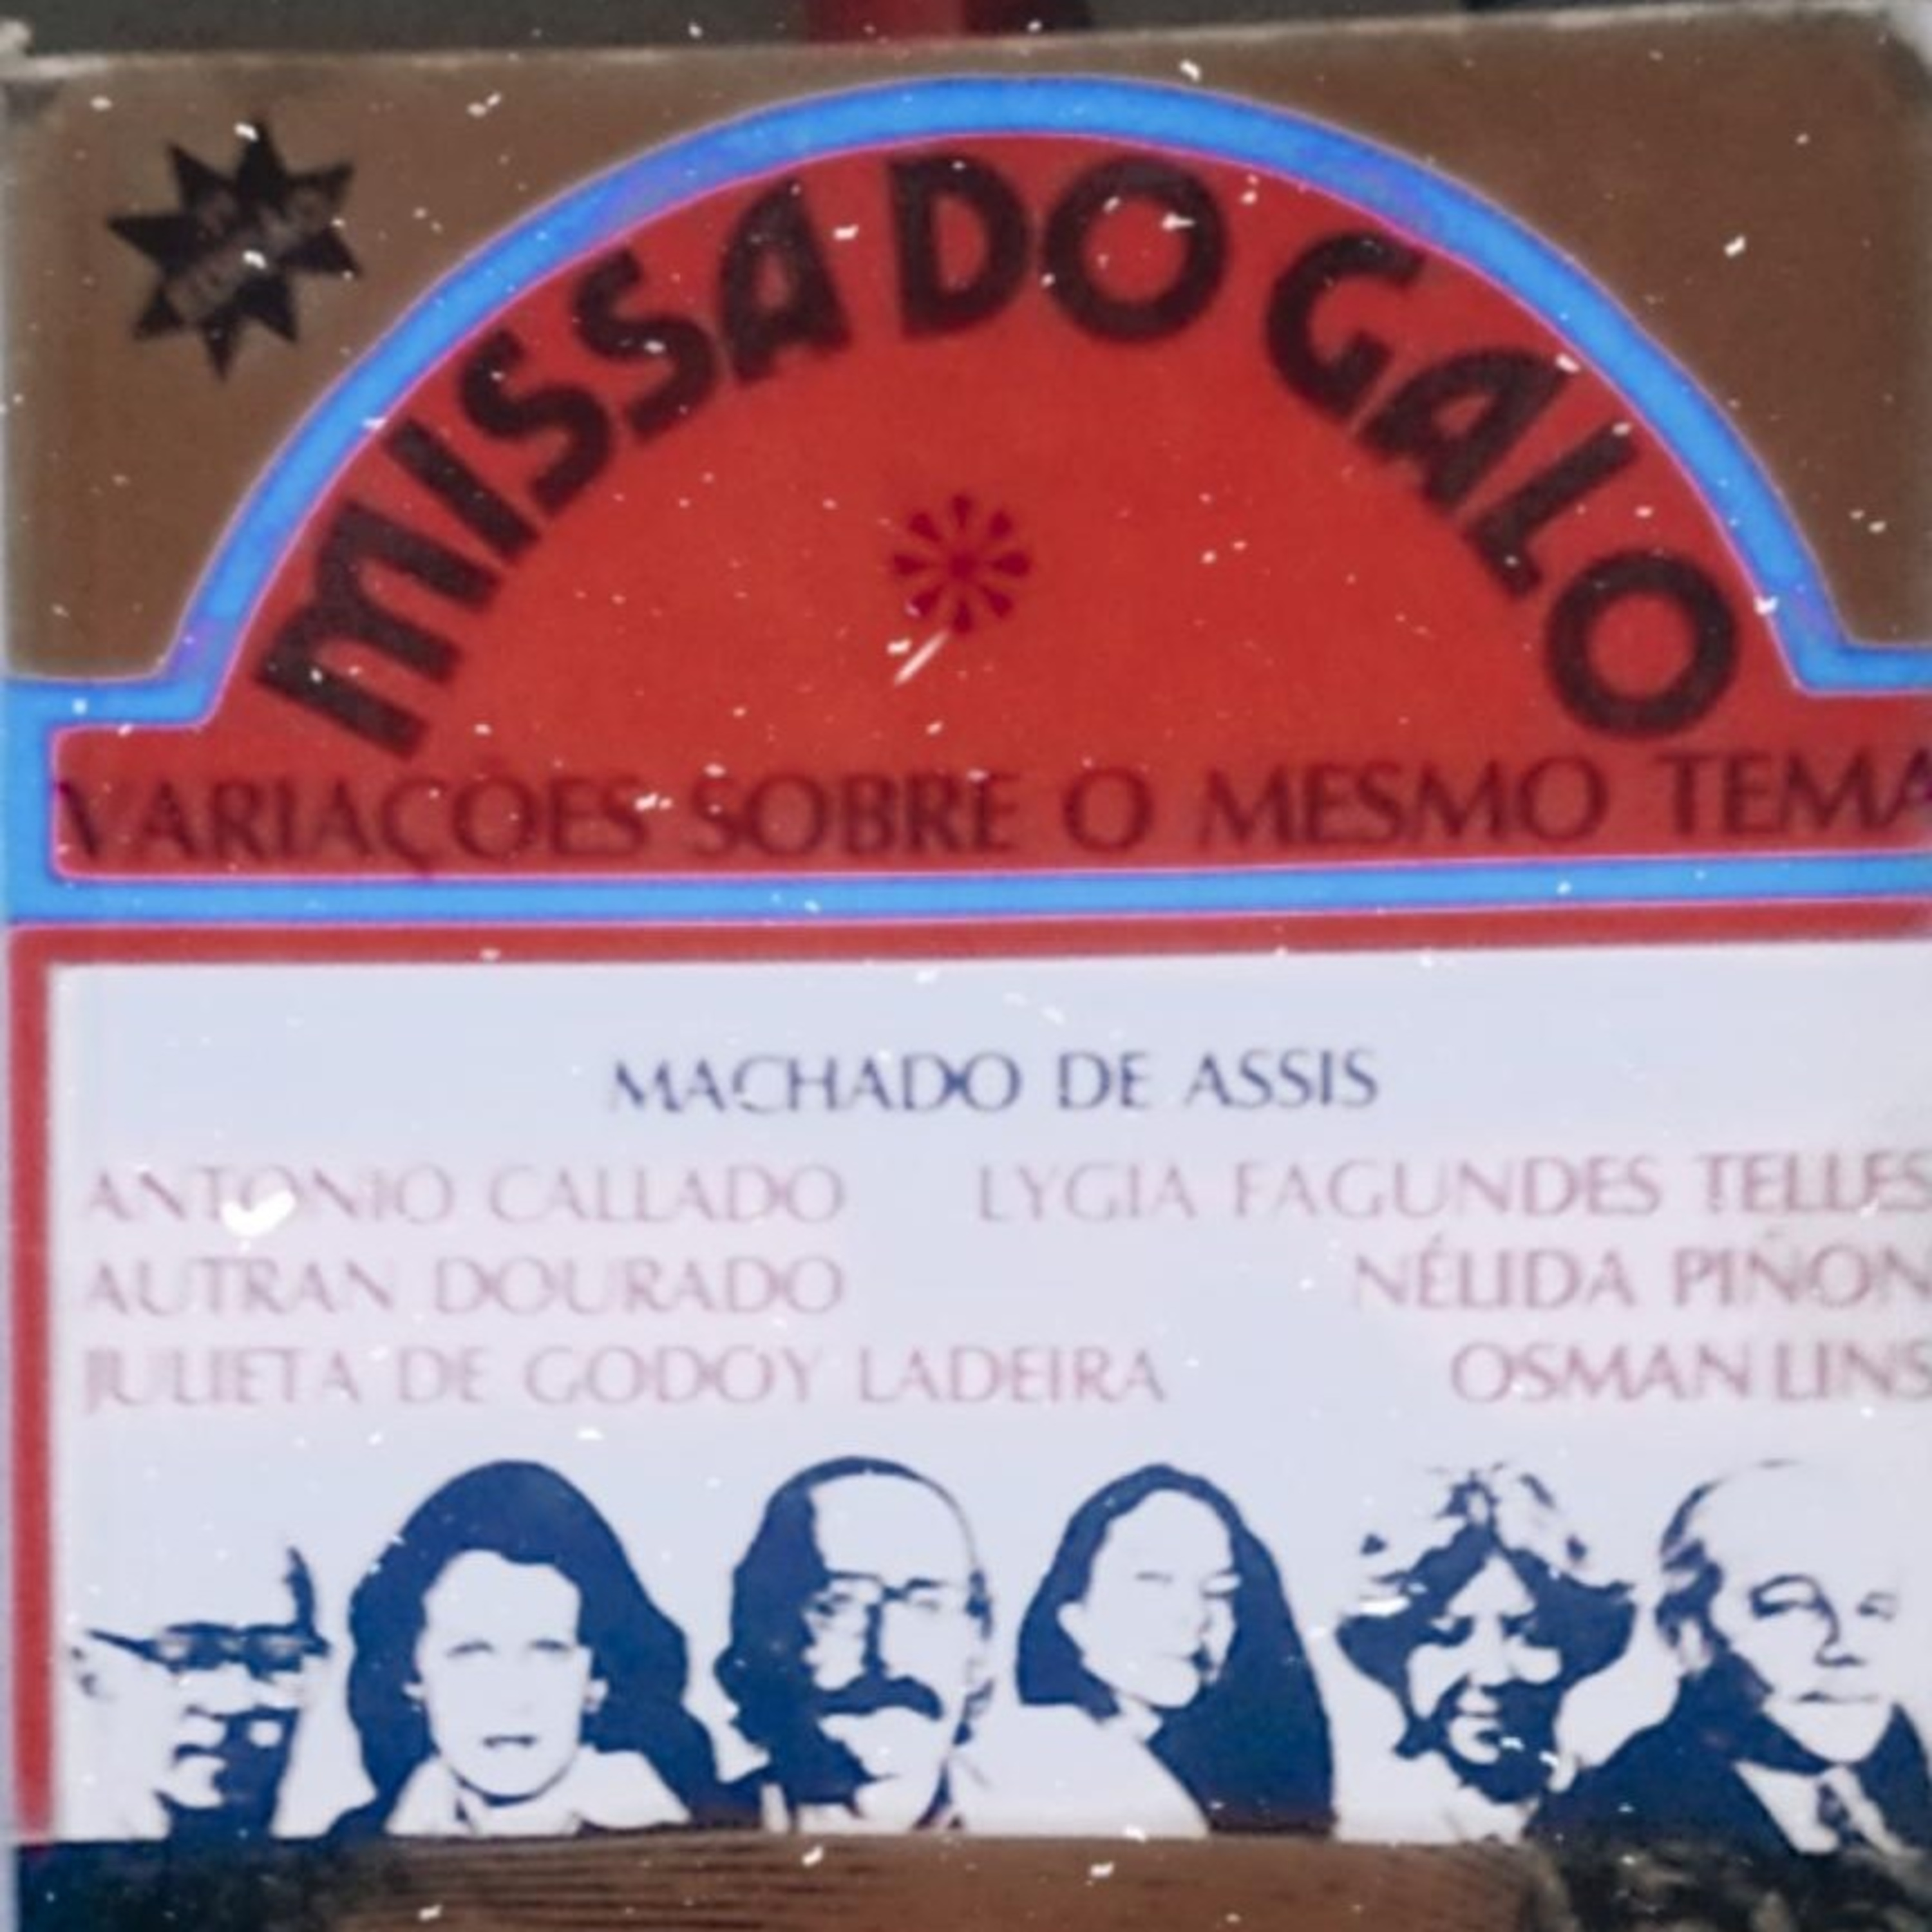 MISSA DO GALO
VARIAÇÕES SOBRE O MESMO TEMA
MACHADO DE ASSIS
ANTONIO CALLADO LYGIA FAGUNDES TELLES
AUTRAN DOURADO NÉLIDA PIÑON
JULIETA DE GODOY LADEIRA OSMAN LINS